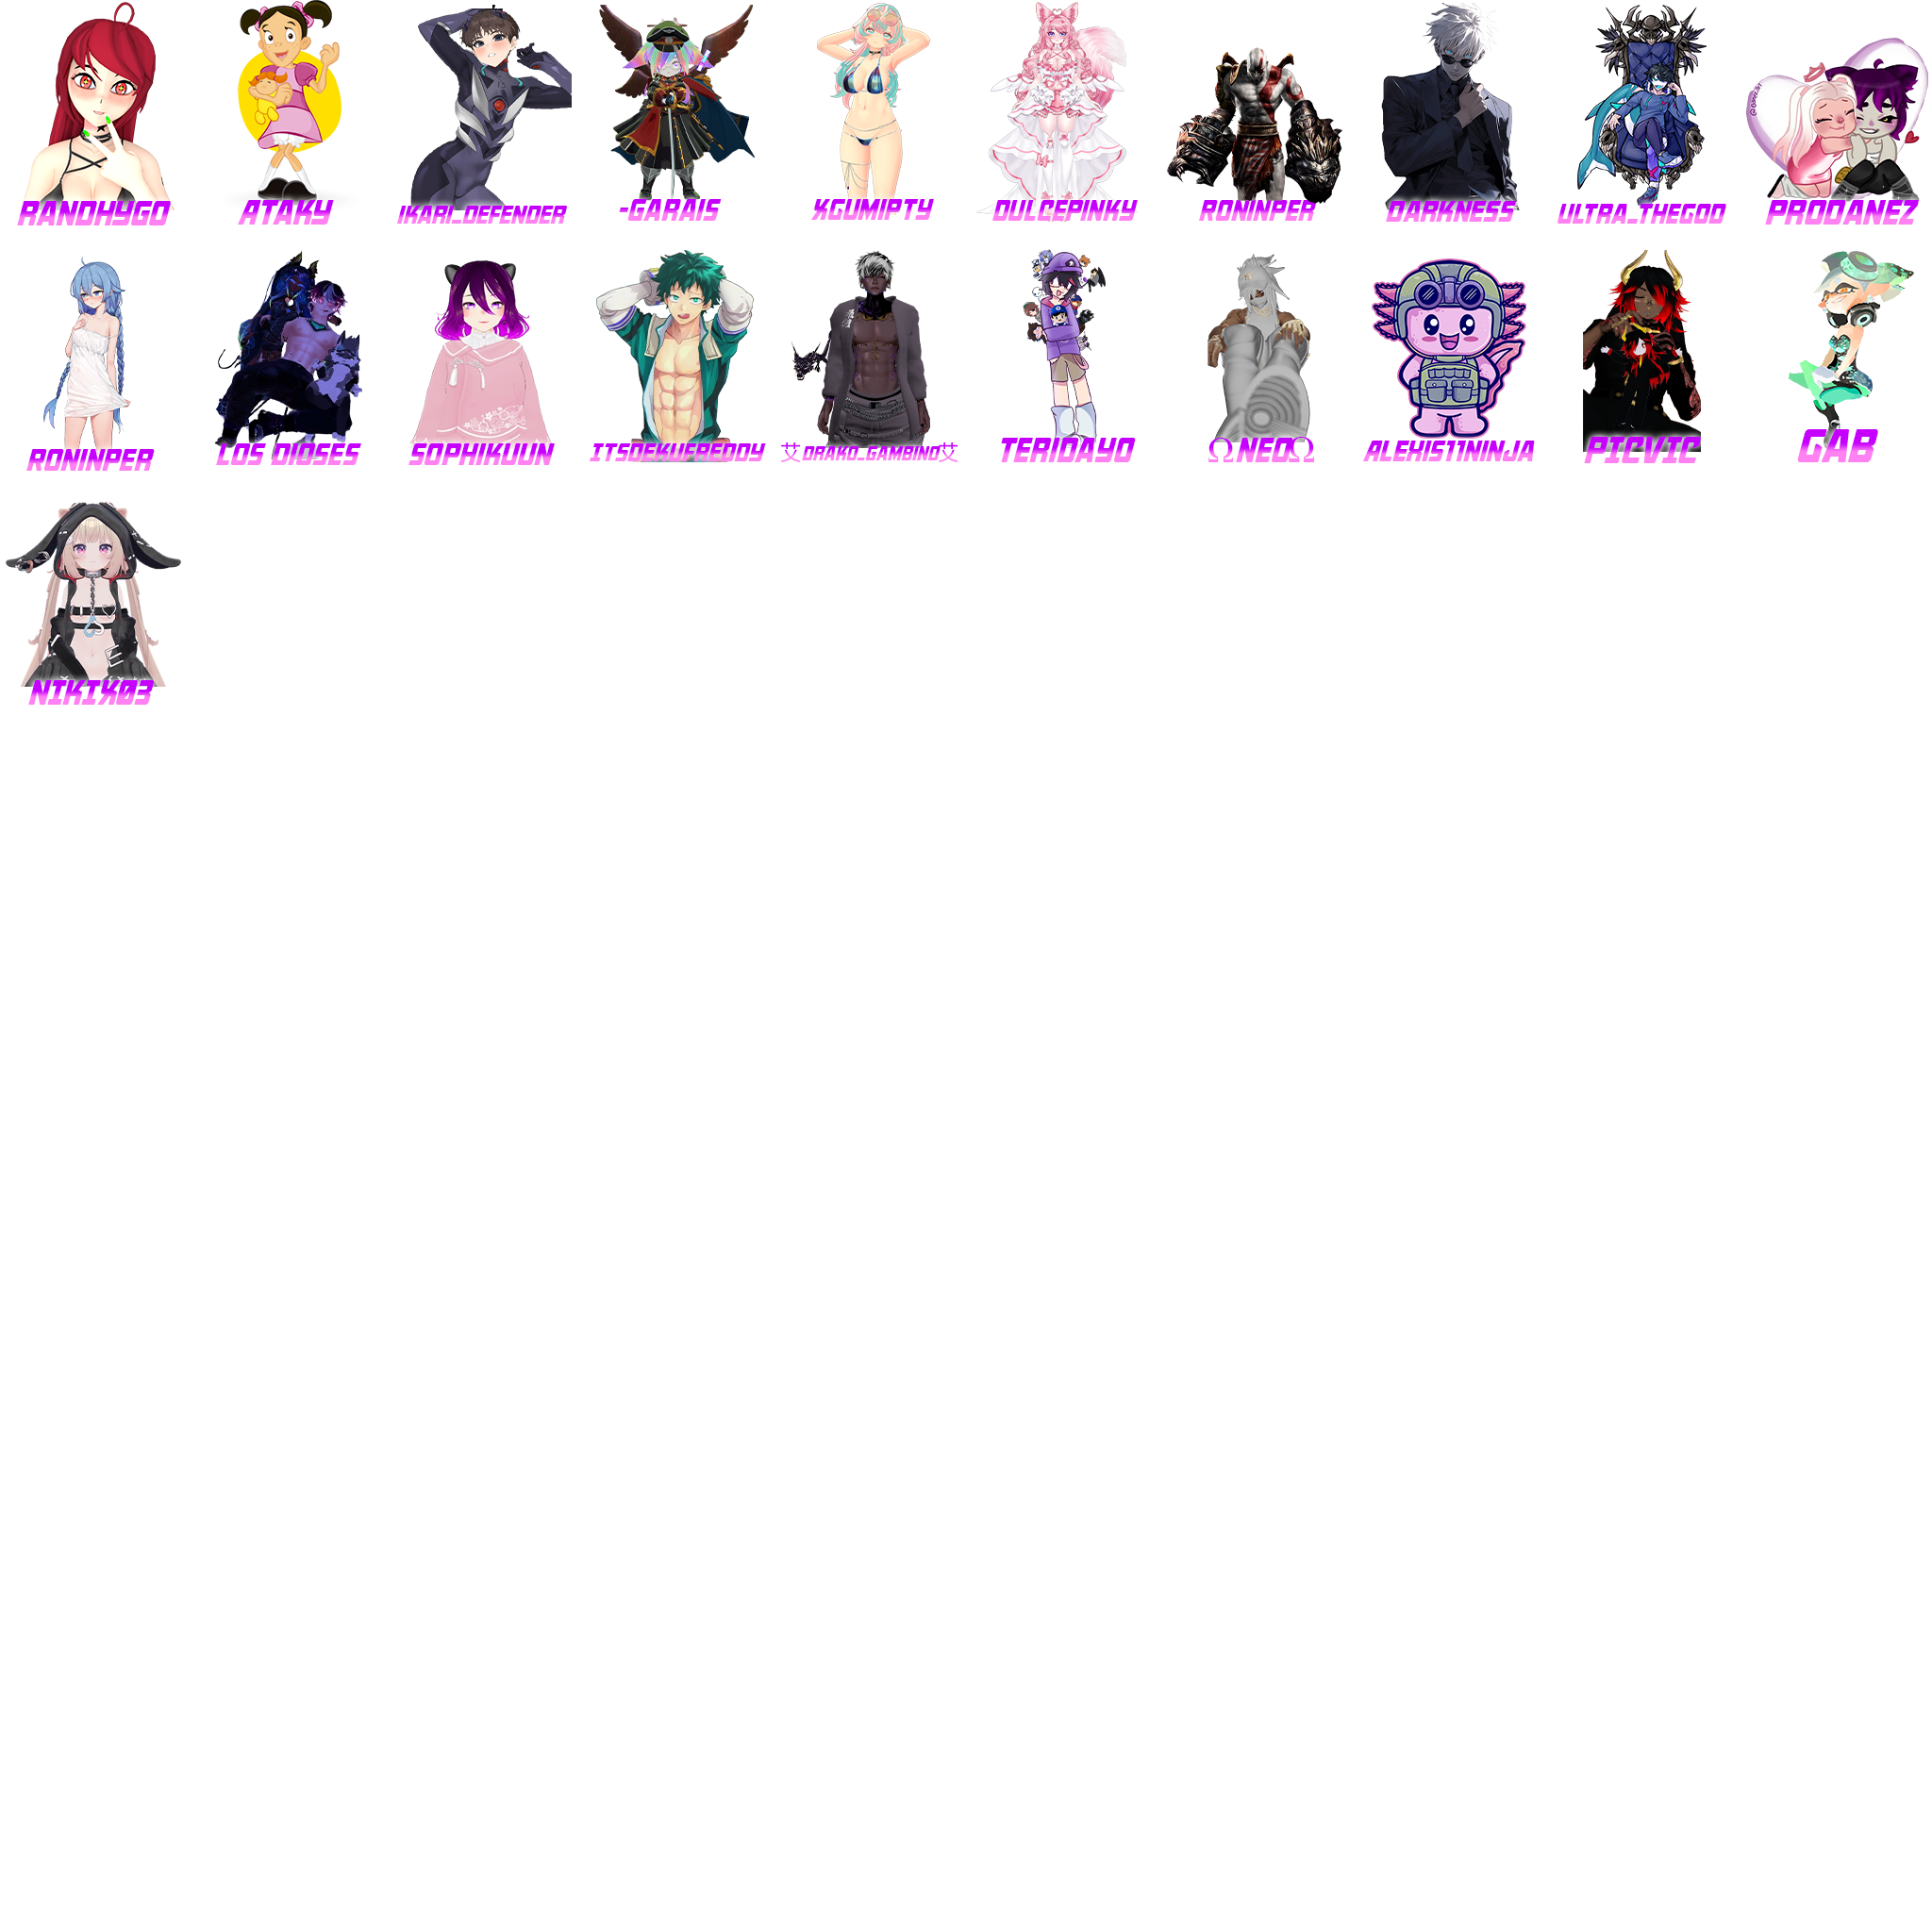 RANDHYGO
ATAKY
IKARI_DEFENDER
-GARAIS
XGUMIPTY
DULCEPINKY
RONINPER
DARKNESS
ULTRA_THEGOD
PRODANEZ
RONINPER
LOS DIOSES
SOPHIKUUN
ITSDEKUFREDDY
艾DRAKO_GAMBINO艾
TERIDAYO
ΩNEOΩ
ALEXIS11NINJA
PICVIC
GAB
NIKIX03